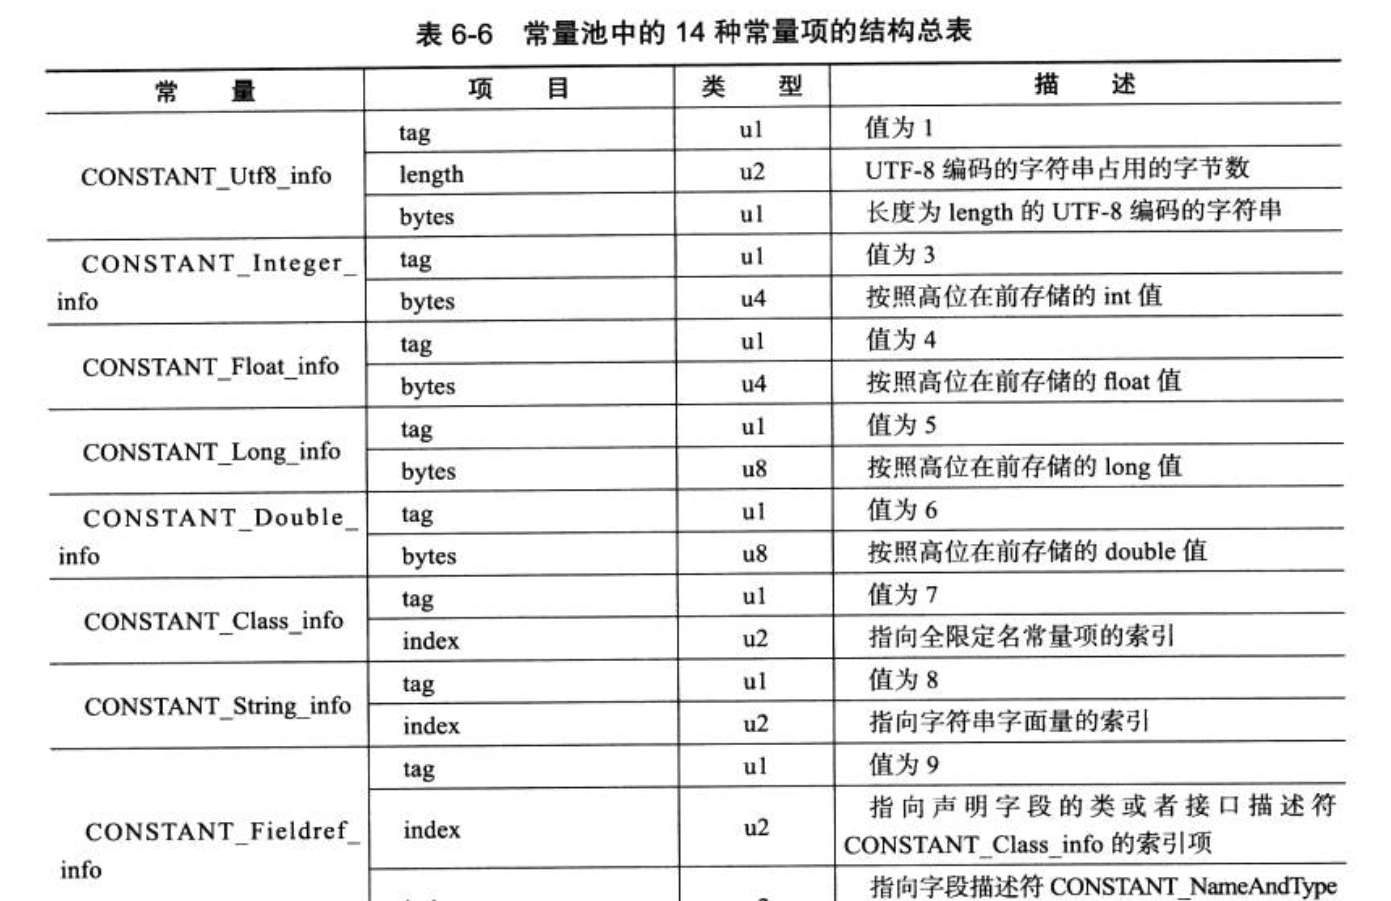 表 6-6 常量池中的 14 种常量项的结构总表
常 量 项 目 类 型 描 述
CONSTANT_Utf8_info
tag u1 值为 1
length u2 UTF-8 编码的字符串占用的字节数
bytes u1 长度为 length 的 UTF-8 编码的字符串
CONSTANT_Integer_
info
tag u1 值为 3
bytes u4 按照高位在前存储的 int 值
CONSTANT_Float_info
tag u1 值为 4
bytes u4 按照高位在前存储的 float 值
CONSTANT_Long_info
tag u1 值为 5
bytes u8 按照高位在前存储的 long 值
CONSTANT_Double_
info
tag u1 值为 6
bytes u8 按照高位在前存储的 double 值
CONSTANT_Class_info
tag u1 值为 7
index u2 指向全限定名常量项的索引
CONSTANT_String_info
tag u1 值为 8
index u2 指向字符串字面量的索引
CONSTANT_Fieldref_
info
tag u1 值为 9
index u2 指向声明字段的类或者接口描述符
CONSTANT_Class_info 的索引项
指向字段描述符 CONSTANT_NameAndType